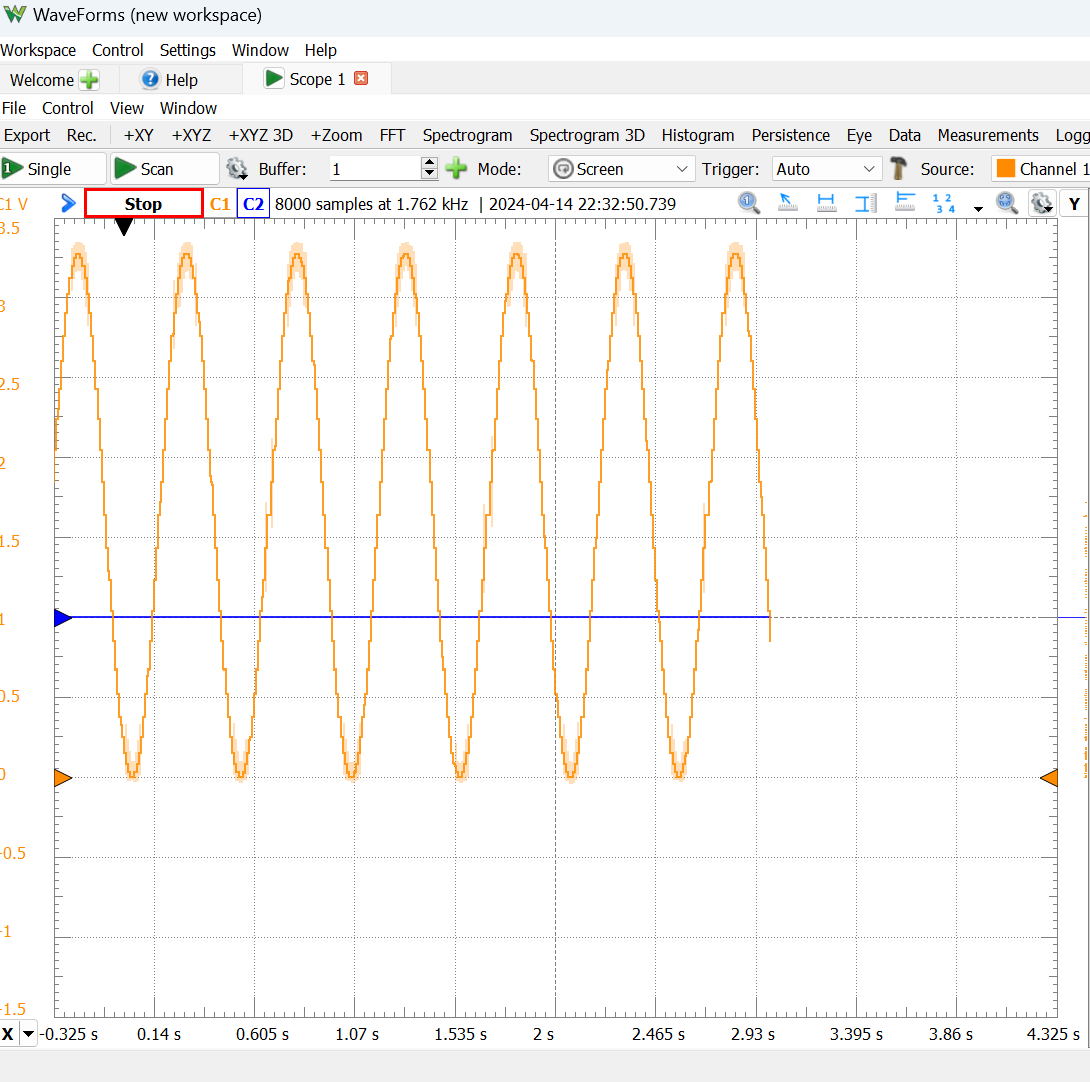 WaveForms (new workspace)
Workspace Control Settings Window Help
Welcome Help Scope 1
File Control View Window
Export Rec. +XY +XYZ +XYZ 3D +Zoom FFT Spectrogram Spectrogram 3D Histogram Persistence Eye Data Measurements Logg
1 Single Scan Buffer: 1 Mode: Screen Trigger: Auto Source: Channel 1
C1 V Stop C1 C2 8000 samples at 1.762 kHz | 2024-04-14 22:32:50.739 1 1 2 3 4 Y
3.5
3
2.5
2
1.5
1
0.5
0
-0.5
-1
-1.5
X -0.325 s 0.14 s 0.605 s 1.07 s 1.535 s 2 s 2.465 s 2.93 s 3.395 s 3.86 s 4.325 s